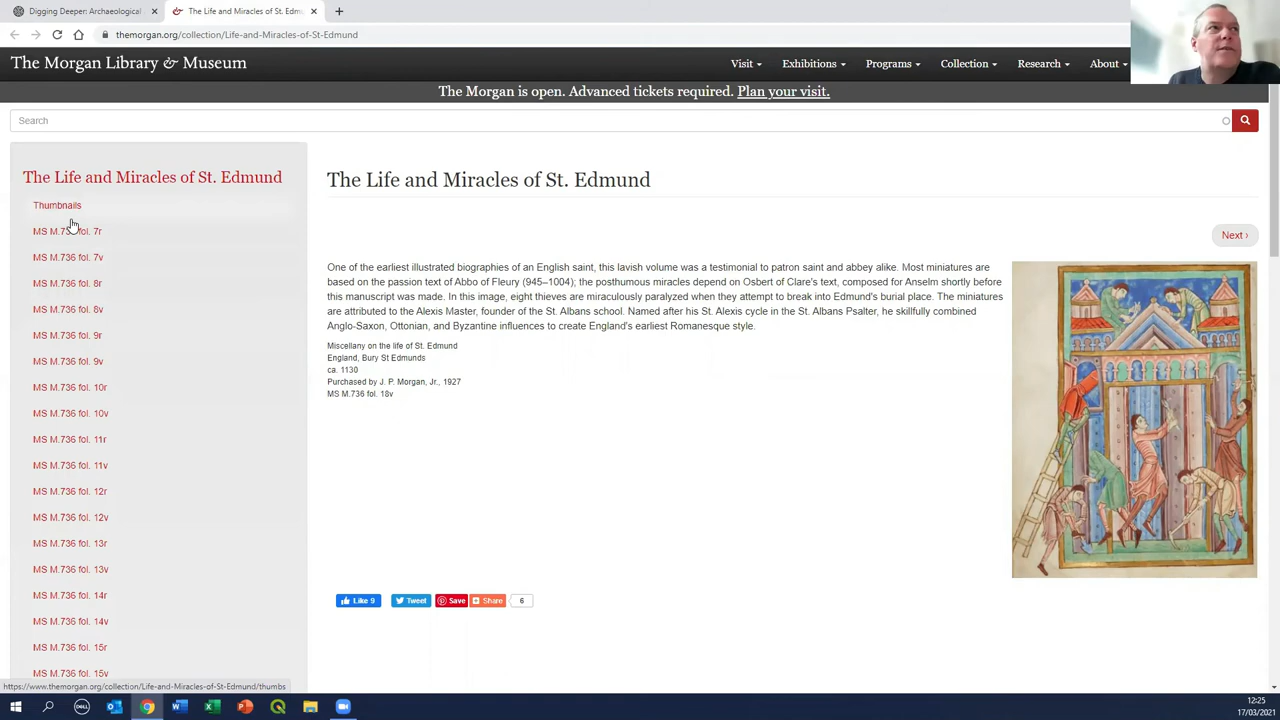 Digging Deeper: Archaeological
The Life and Miracles of St. Edm
themorgan.org/collection/Life-and-Miracles-of-St-Edmund
The Morgan Library & Museum
Visit
Exhibitions
Programs
Collection
Research
About
The Morgan is open. Advanced tickets required. Plan your visit.
Search
The Life and Miracles of St. Edmund
Thumbnails
MS M.736 fol. 7r
MS M.736 fol. 7v
MS M.736 fol. 8r
MS M.736 fol. 8v
MS M.736 fol. 9r
MS M.736 fol. 9v
MS M.736 fol. 10r
MS M.736 fol. 10v
MS M.736 fol. 11r
MS M.736 fol. 11v
MS M.736 fol. 12r
MS M.736 fol. 12v
MS M.736 fol. 13r
MS M.736 fol. 13v
MS M.736 fol. 14r
MS M.736 fol. 14v
MS M.736 fol. 15r
MS M.736 fol. 15v
The Life and Miracles of St. Edmund
Next ›
One of the earliest illustrated biographies of an English saint, this lavish volume was a testimonial to patron saint and abbey alike. Most miniatures are
based on the passion text of Abbo of Fleury (945–1004); the posthumous miracles depend on Osbert of Clare's text, composed for Anselm shortly before
this manuscript was made. In this image, eight thieves are miraculously paralyzed when they attempt to break into Edmund's burial place. The miniatures
are attributed to the Alexis Master, founder of the St. Albans school. Named after his St. Alexis cycle in the St. Albans Psalter, he skillfully combined
Anglo-Saxon, Ottonian, and Byzantine influences to create England's earliest Romanesque style.
Miscellany on the life of St. Edmund
England, Bury St Edmunds
ca. 1130
Purchased by J. P. Morgan, Jr., 1927
MS M.736 fol. 18v
Like 9
Tweet
Save
Share
6
https://www.themorgan.org/collection/Life-and-Miracles-of-St-Edmund/thumbs
DELL
12:25
17/03/2021